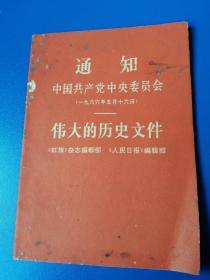 通知
中国共产党中央委员会
(一九六六年五月十六日)
伟大的历史文件
《红旗》杂志编辑部 《人民日报》编辑部